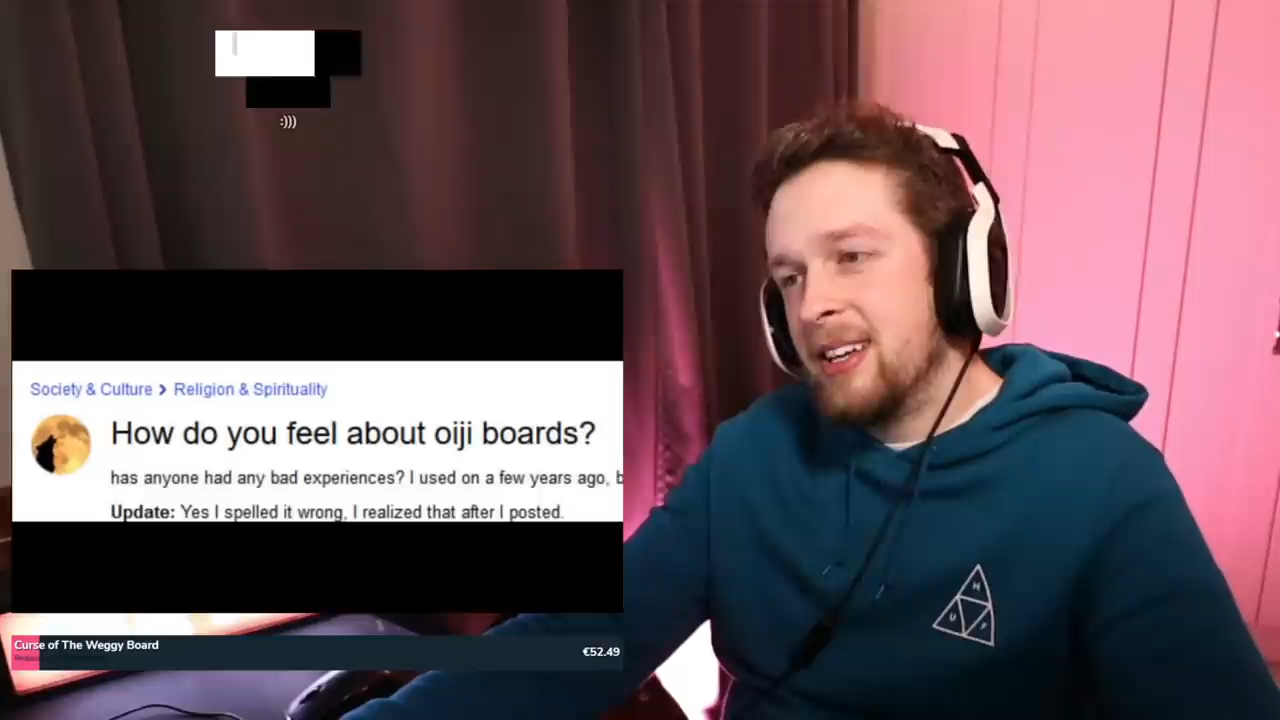 :)))
Society & Culture > Religion & Spirituality
How do you feel about oiji boards?
has anyone had any bad experiences? I used on a few years ago, b
Update: Yes I spelled it wrong, I realized that after I posted.
Curse of The Weggy Board
€52.49
H
U F